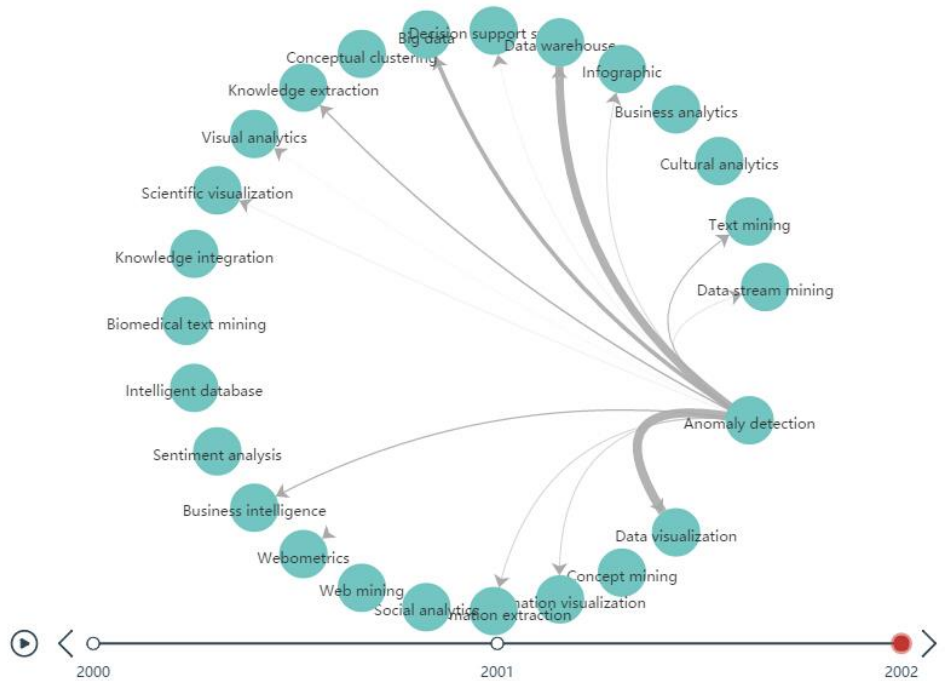 Decision support s
Big data
Data warehouse
Conceptual clustering
Infographic
Knowledge extraction
Business analytics
Visual analytics
Cultural analytics
Scientific visualization
Text mining
Knowledge integration
Data stream mining
Biomedical text mining
Intelligent database
Anomaly detection
Sentiment analysis
Business intelligence
Data visualization
Webometrics
Concept mining
Web mining
mation visualization
Social analytics
mation extraction
2000
2001
2002